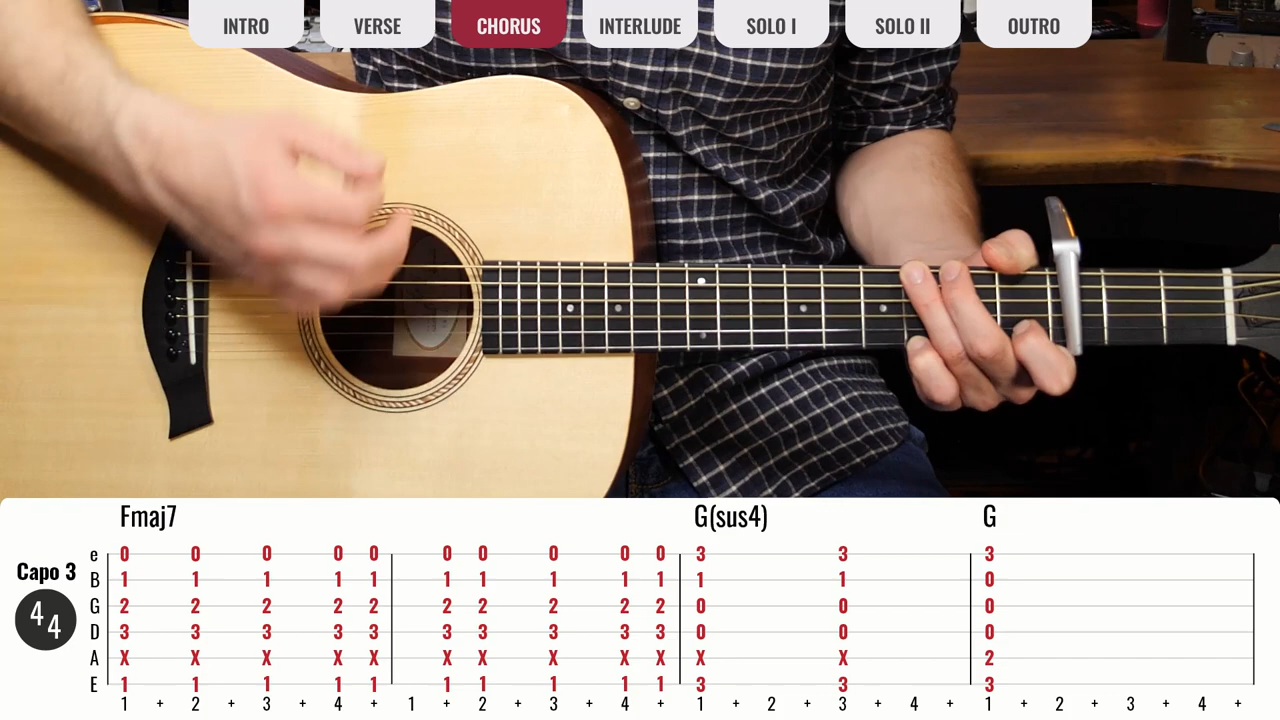 INTRO VERSE CHORUS INTERLUDE SOLO I SOLO II OUTRO
Fmaj7 G(sus4) G
e 0 0 0 0 0 0 0 0 0 0 3 3 3
Capo 3
B 1 1 1 1 1 1 1 1 1 1 1 1 0
4 4
G 2 2 2 2 2 2 2 2 2 2 0 0 0
D 3 3 3 3 3 3 3 3 3 3 0 0 0
A X X X X X X X X X X X X 2
E 1 1 1 1 1 1 1 1 1 1 3 3 3
1 + 2 + 3 + 4 + 1 + 2 + 3 + 4 + 1 + 2 + 3 + 4 + 1 + 2 + 3 + 4 +